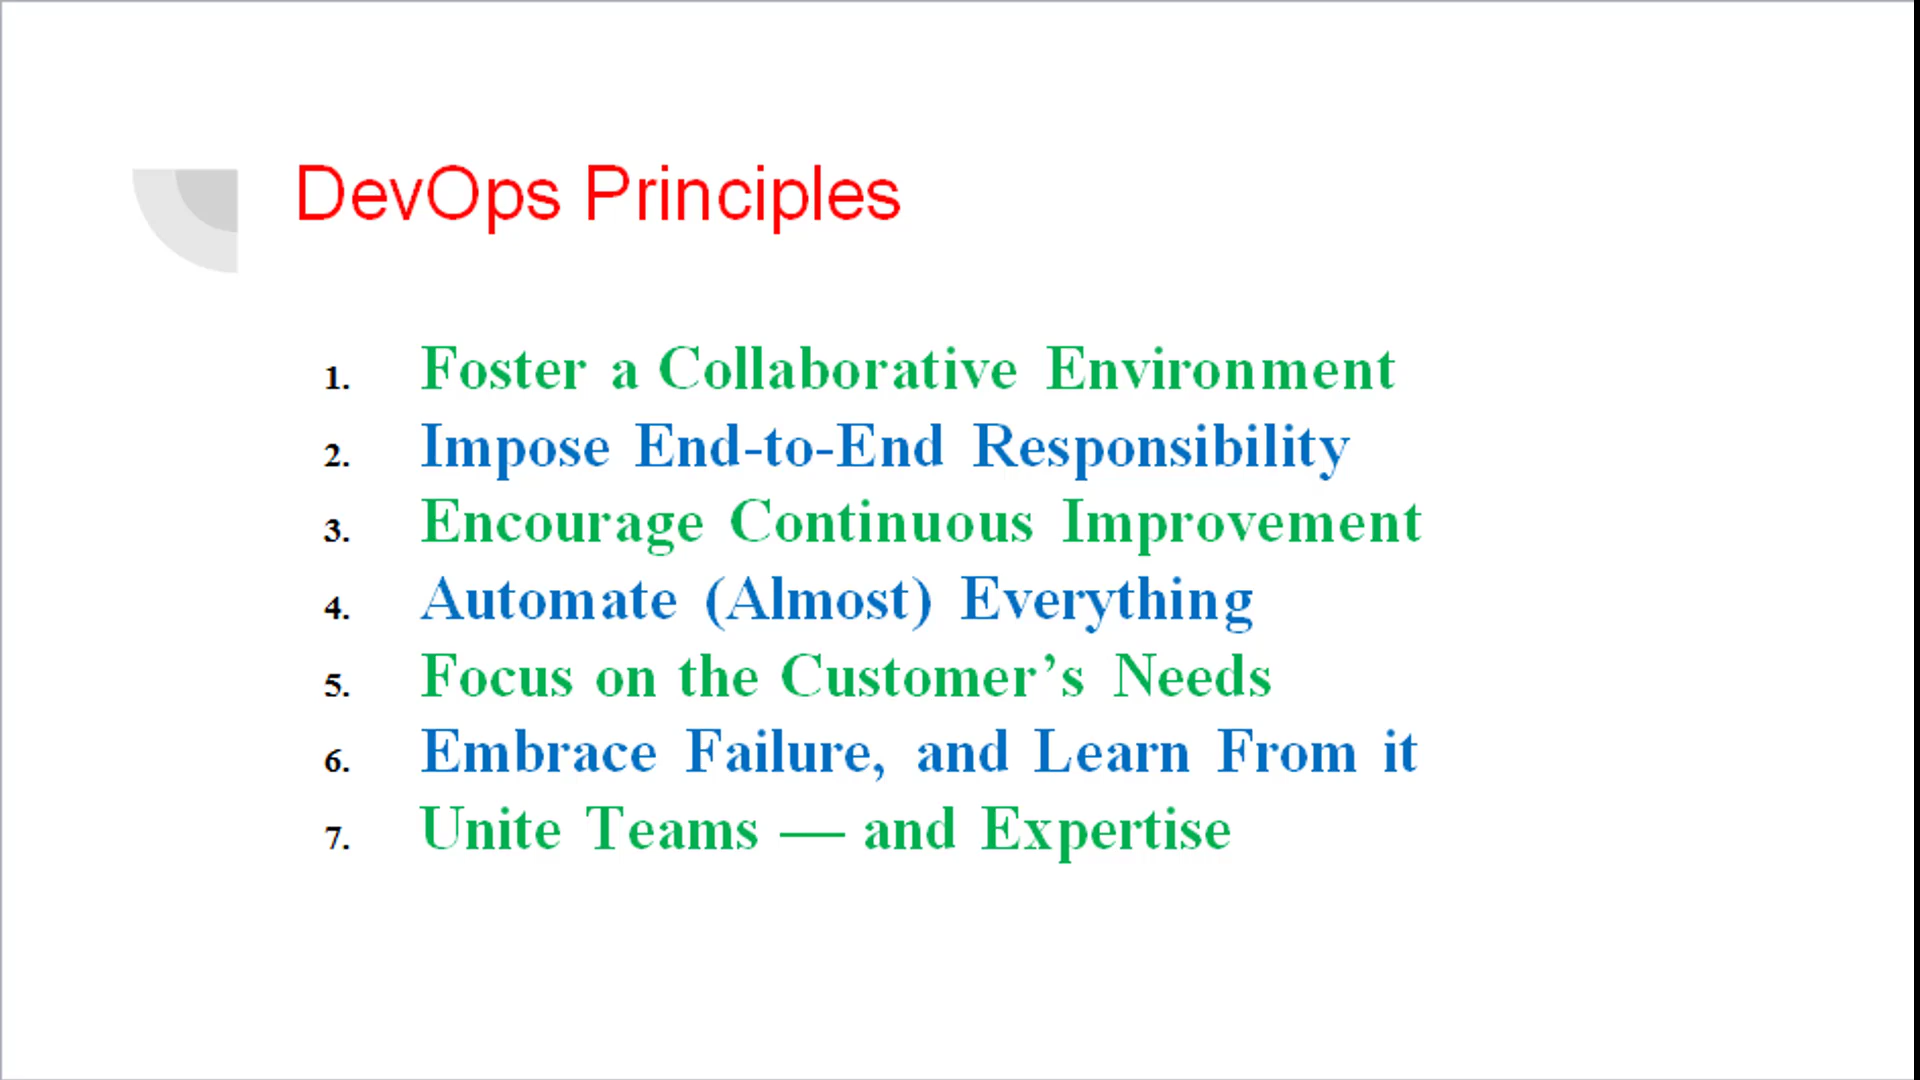 DevOps Principles
1. Foster a Collaborative Environment
2. Impose End-to-End Responsibility
3. Encourage Continuous Improvement
4. Automate (Almost) Everything
5. Focus on the Customer’s Needs
6. Embrace Failure, and Learn From it
7. Unite Teams — and Expertise